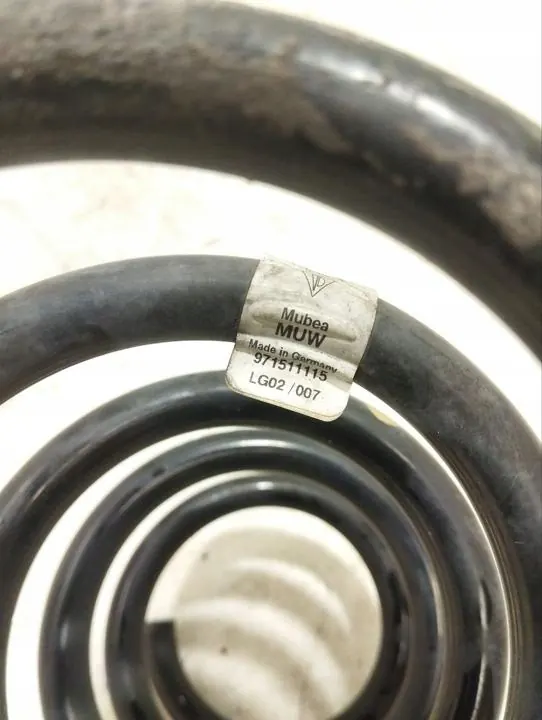 Mubea
MUW
Made in Germany
971511115
LG02 /007